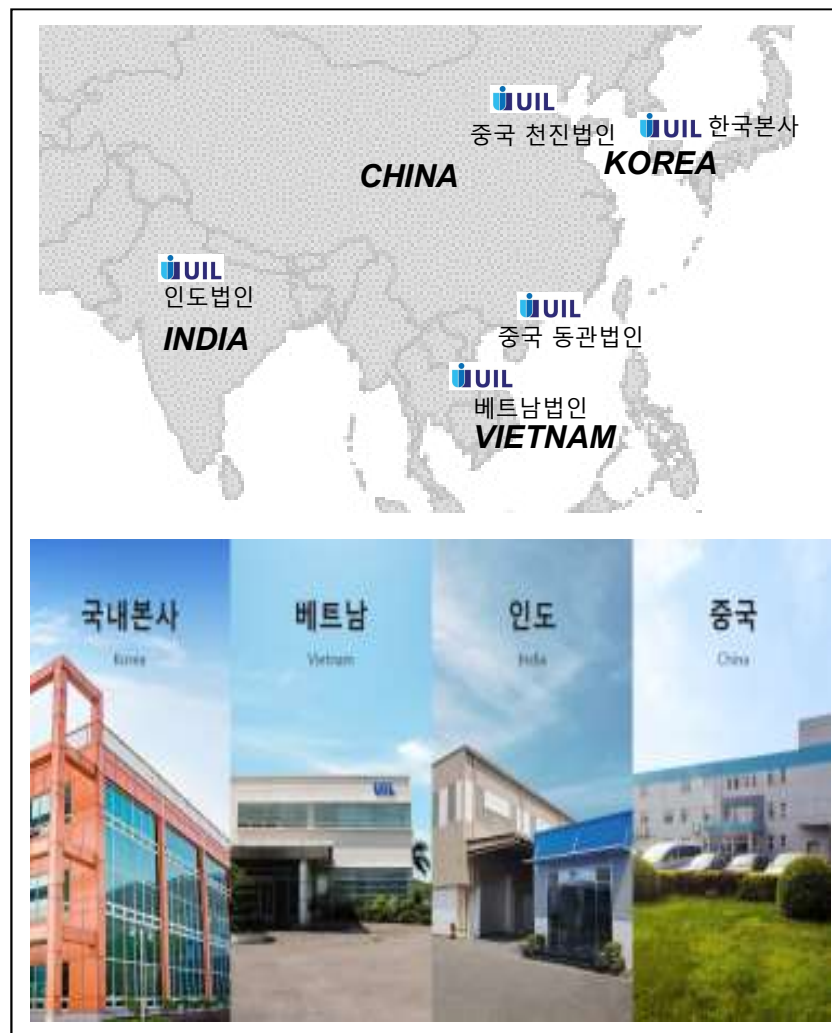 UIL
중국 천진법인
UIL 한국본사
CHINA
KOREA
UIL
인도법인
INDIA
UIL
중국 동관법인
UIL
베트남법인
VIETNAM
국내본사
Korea
베트남
Vietnam
인도
India
중국
China
UIL